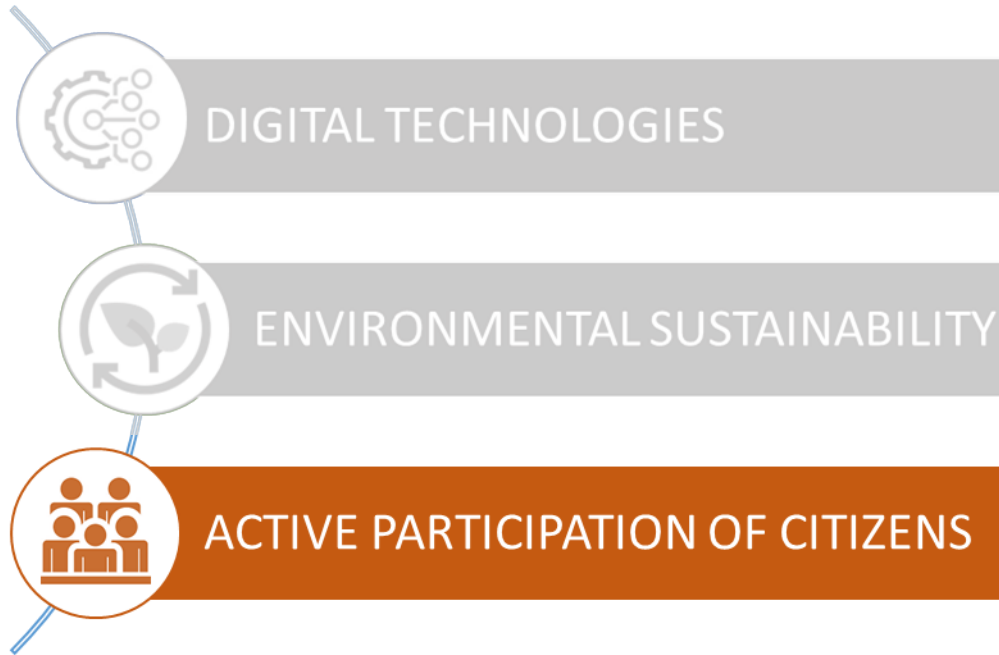 DIGITAL TECHNOLOGIES
ENVIRONMENTAL SUSTAINABILITY
ACTIVE PARTICIPATION OF CITIZENS